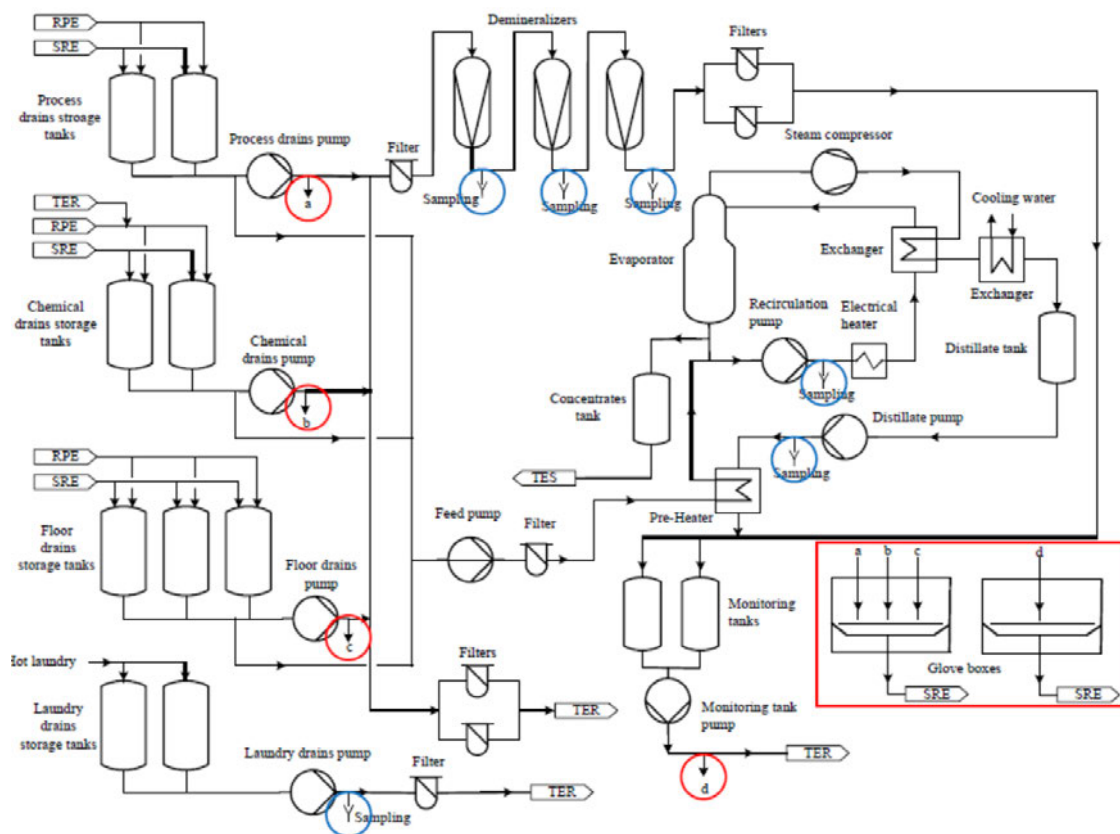 RPE
SRE
Process
drains stroage
tanks
Process drains pump
a
Filter
Demineralizers
Sampling
Sampling
Sampling
Filters
Steam compressor
TER
RPE
SRE
Chemical
drains storage
tanks
Chemical
drains pump
b
Evaporator
Exchanger
Cooling water
Exchanger
Recirculation
pump
Electrical
heater
Sampling
Distillate tank
Concentrates
tank
Distillate pump
Sampling
TES
Pre-Heater
RPE
SRE
Floor
drains
storage tanks
Floor drains
pump
c
Feed pump
Filter
Monitoring
tanks
a b c
d
Glove boxes
SRE
SRE
Hot laundry
Laundry
drains
storage tanks
Filters
TER
Monitoring tank
pump
TER
d
Laundry drains pump
Filter
TER
Sampling